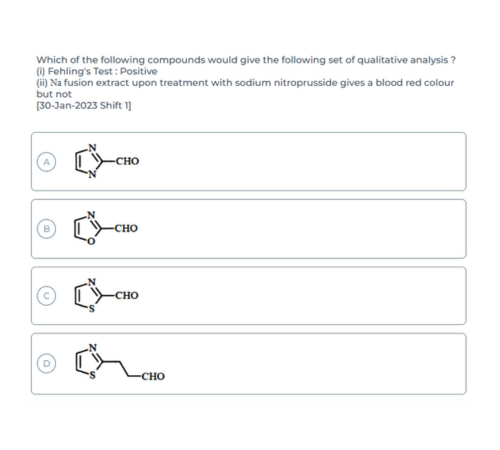 Which of the following compounds would give the following set of qualitative analysis ?
(i) Fehling's Test : Positive
(ii) Na fusion extract upon treatment with sodium nitroprusside gives a blood red colour
but not
[30-Jan-2023 Shift 1]
A
N
N
CHO
B
N
O
CHO
C
N
S
CHO
D
N
S
CHO